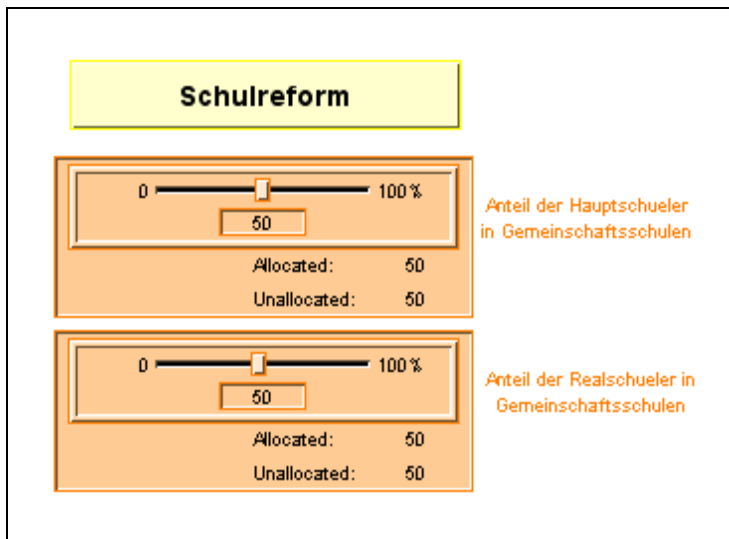 Schulreform
0 100 %
50
Allocated: 50
Unallocated: 50
Anteil der Hauptschueler
in Gemeinschaftsschulen
0 100 %
50
Allocated: 50
Unallocated: 50
Anteil der Realschueler in
Gemeinschaftsschulen